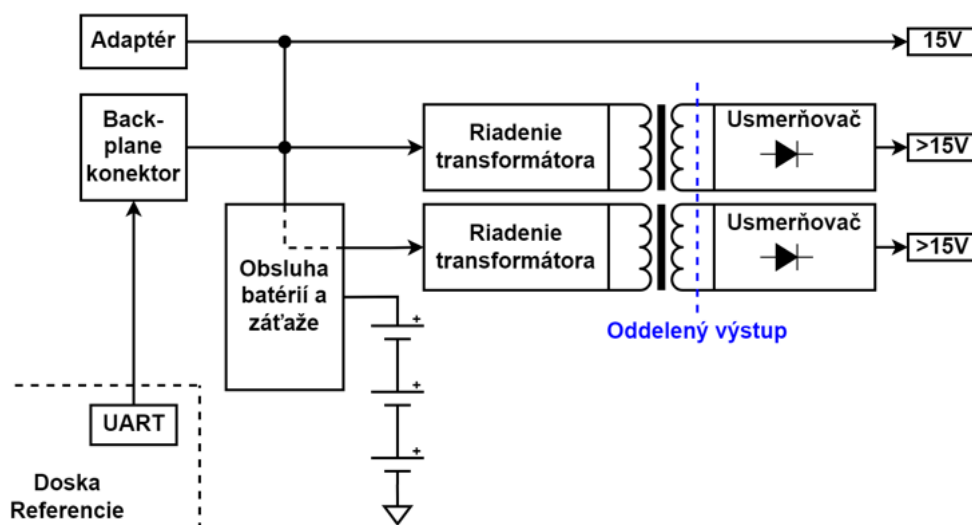 Adaptér
15V
Back-
plane
konektor
Riadenie
transformátora
Usmerňovač
>15V
Riadenie
transformátora
Usmerňovač
>15V
Obsluha
batérií a
záťaže
Oddelený výstup
+
+
+
UART
Doska
Referencie